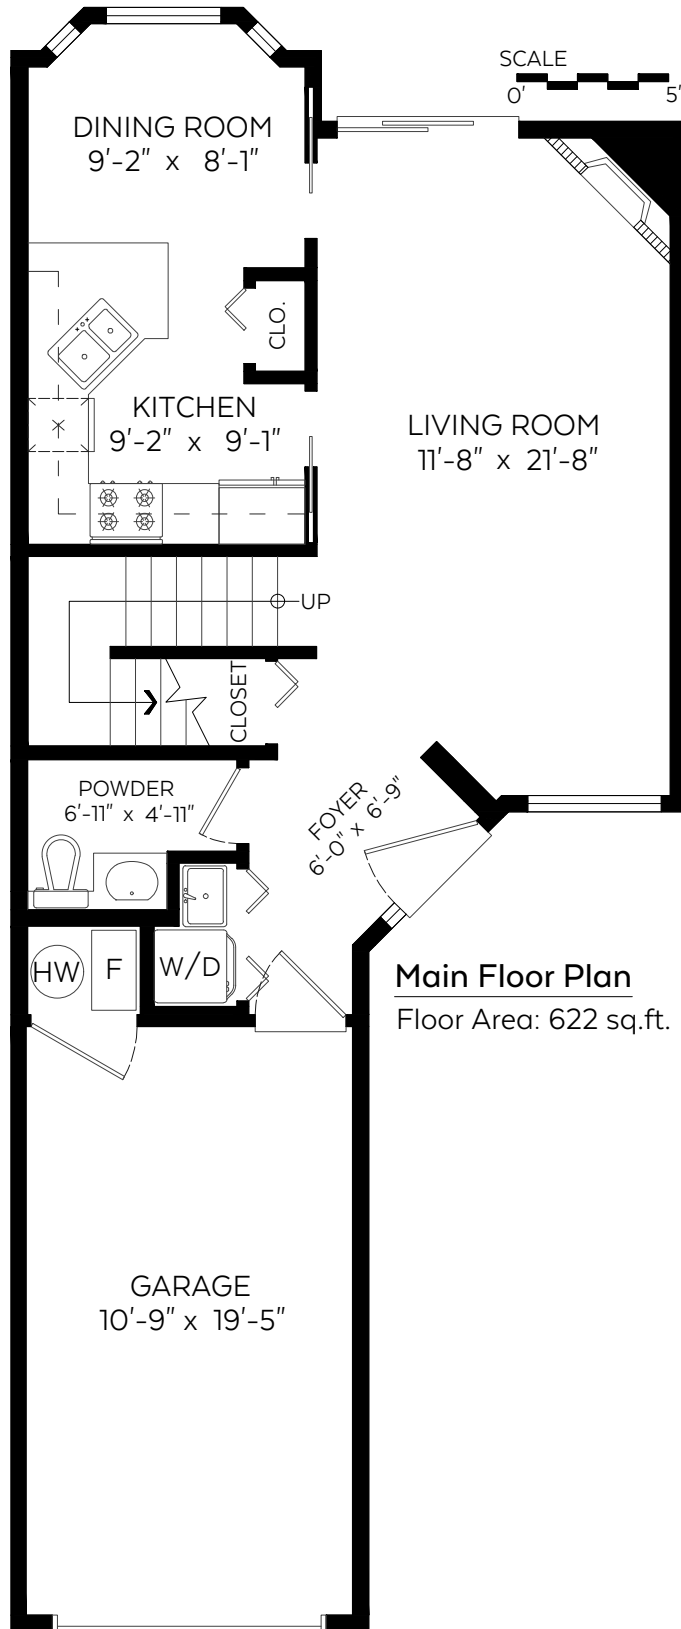 SCALE
0' 5'
DINING ROOM
9'-2" x 8'-1"
CLO.
KITCHEN
9'-2" x 9'-1"
LIVING ROOM
11'-8" x 21'-8"
UP
CLOSET
POWDER
6'-11" x 4'-11"
FOYER
6'-0" x 6'-9"
HW
F
W/D
Main Floor Plan
Floor Area: 622 sq.ft.
GARAGE
10'-9" x 19'-5"